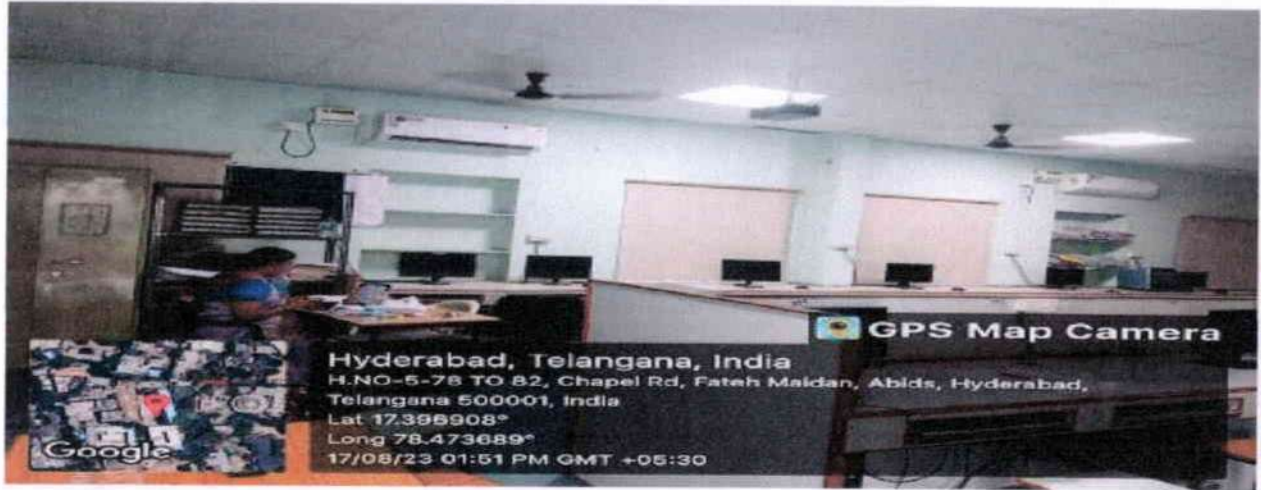 GPS Map Camera
Hyderabad, Telangana, India
H.NO-5-78 TO 82, Chapel Rd, Fateh Maidan, Abids, Hyderabad,
Telangana 500001, India
Lat 17.396908°
Long 78.473689°
17/08/23 01:51 PM GMT +05:30
Google